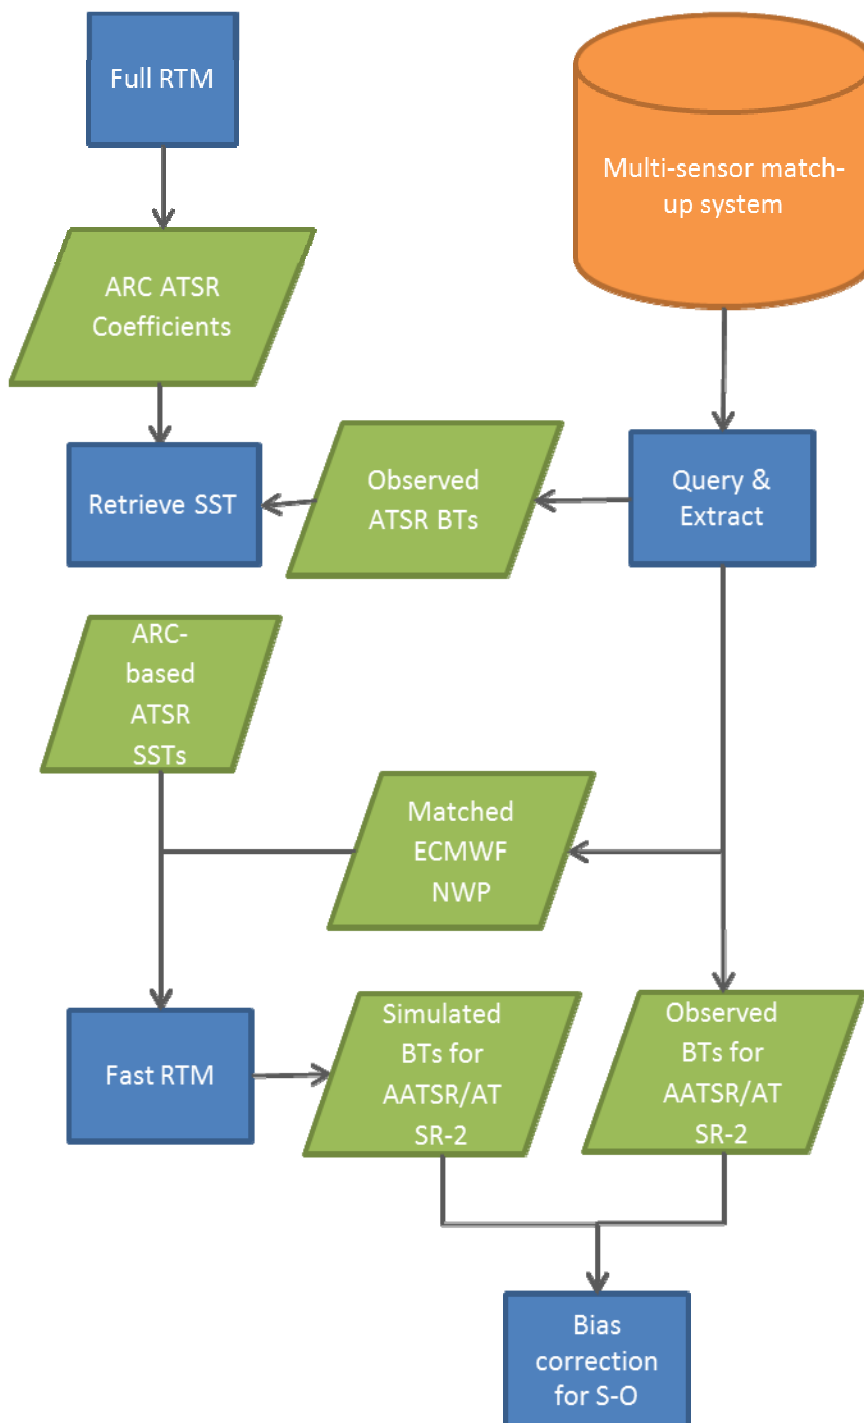 Full RTM
Multi-sensor match-
up system
ARC ATSR
Coefficients
Retrieve SST
Observed
ATSR BTs
Query &
Extract
ARC-
based
ATSR
SSTs
Matched
ECMWF
NWP
Fast RTM
Simulated
BTs for
AATSR/AT
SR-2
Observed
BTs for
AATSR/AT
SR-2
Bias
correction
for S-O